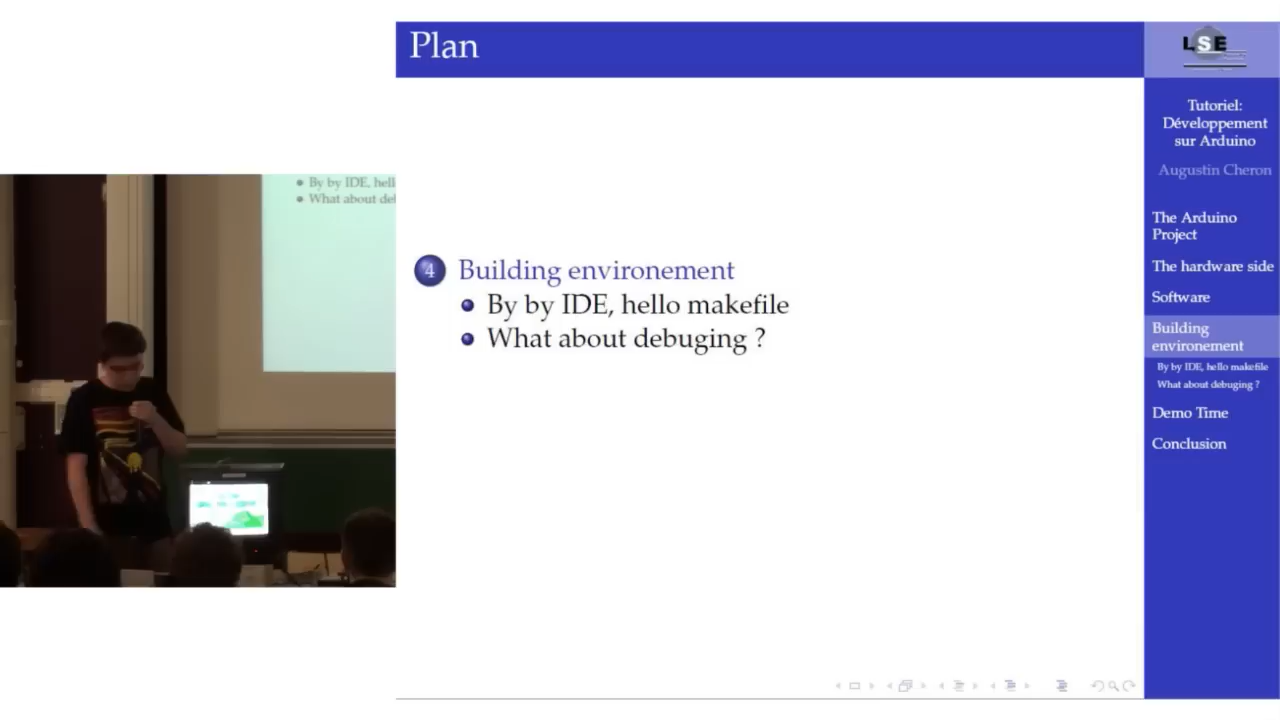 Plan
LSE
Tutoriel:
Développement
sur Arduino
Augustin Cheron
The Arduino
Project
The hardware side
Software
Building
environement
By by IDE, hello makefile
What about debuging ?
Demo Time
Conclusion
4 Building environement
By by IDE, hello makefile
What about debuging ?
By by IDE, hell
What about del